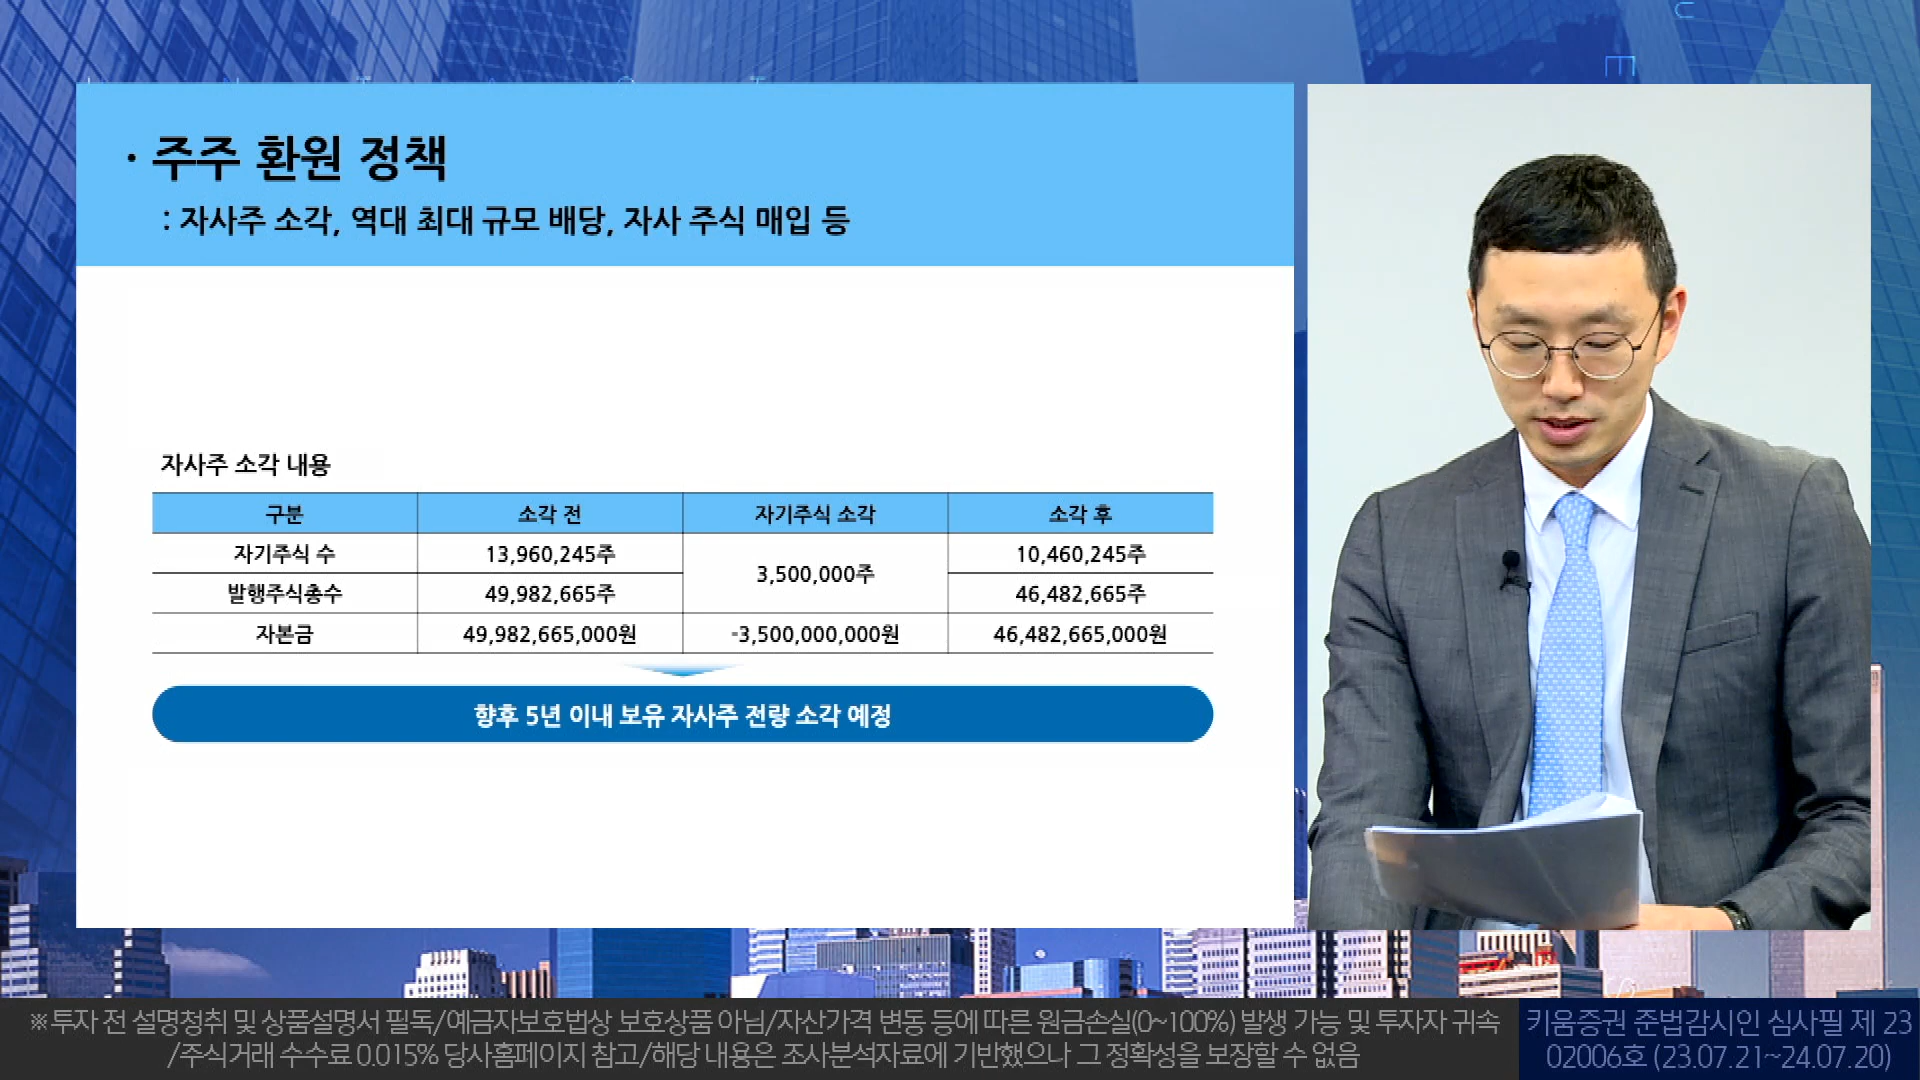 · 주주 환원 정책
: 자사주 소각, 역대 최대 규모 배당, 자사 주식 매입 등
자사주 소각 내용
구분 소각 전 자기주식 소각 소각 후
자기주식 수 13,960,245주 3,500,000주 10,460,245주
발행주식총수 49,982,665주 46,482,665주
자본금 49,982,665,000원 -3,500,000,000원 46,482,665,000원
향후 5년 이내 보유 자사주 전량 소각 예정
※투자 전 설명청취 및 상품설명서 필독/예금자보호법상 보호상품 아님/자산가격 변동 등에 따른 원금손실(0~100%) 발생 가능 및 투자자 귀속
/주식거래 수수료 0.015% 당사홈페이지 참고/해당 내용은 조사분석자료에 기반했으나 그 정확성을 보장할 수 없음
키움증권 준법감시인 심사필 제 23
02006호 (23.07.21~24.07.20)